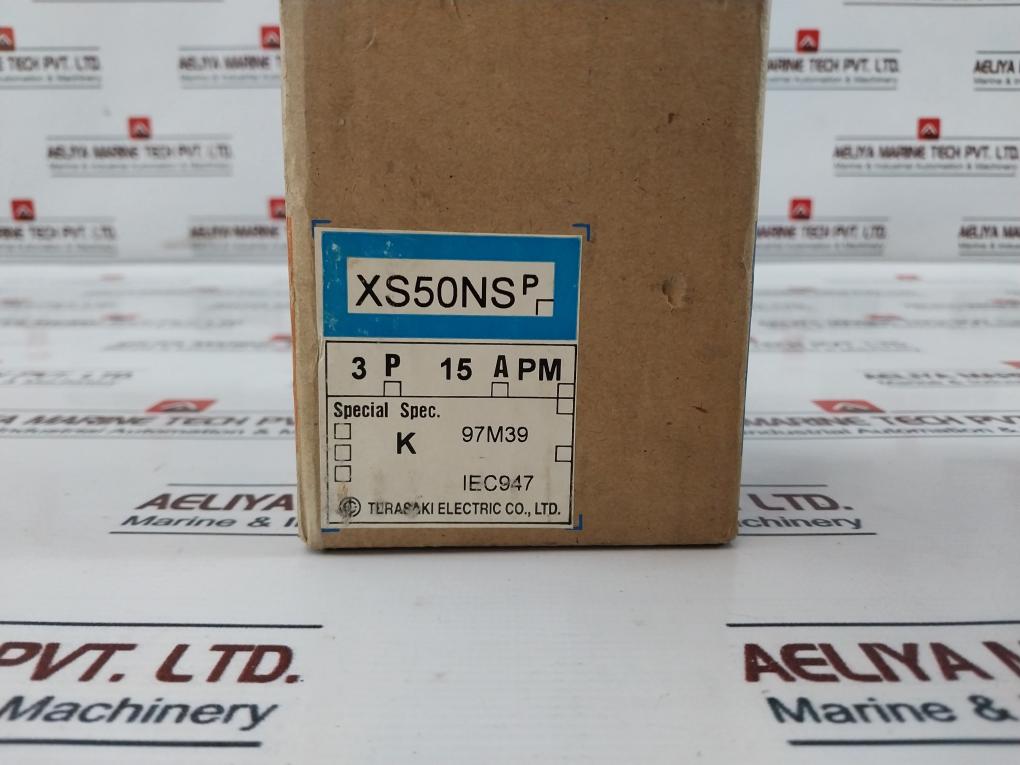 XS50NS P
3 P 15 A PM
Special Spec.
K 97M39
IEC947
TERASAKI ELECTRIC CO., LTD.
AELIYA MARINE TECH PVT. LTD.
Marine & Industrial Automation & Machinery
PVT. LTD.
Machinery
AELIYA
Marine &